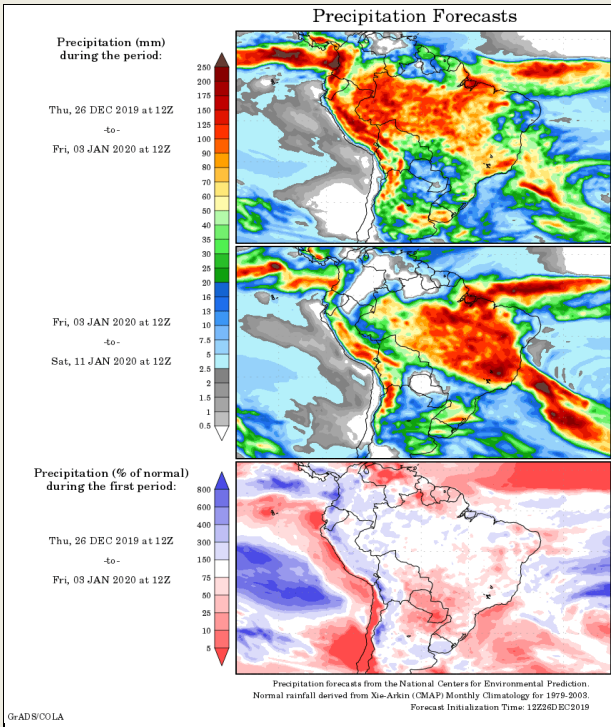 Precipitation Forecasts
Precipitation (mm)
during the period:
Thu, 26 DEC 2019 at 12Z
-to-
Fri, 03 JAN 2020 at 12Z
250
200
175
150
125
100
90
80
70
60
50
40
35
30
25
20
16
13
10
7.5
5
2.5
2
1.5
1
0.5
Fri, 03 JAN 2020 at 12Z
-to-
Sat, 11 JAN 2020 at 12Z
Precipitation (% of normal)
during the first period:
Thu, 26 DEC 2019 at 12Z
-to-
Fri, 03 JAN 2020 at 12Z
800
600
400
300
150
75
50
25
10
5
Precipitation forecasts from the National Centers for Environmental Prediction.
Normal rainfall derived from Xie-Arkin (CMAP) Monthly Climatology for 1979-2003.
Forecast Initialization Time: 12Z26DEC2019
GrADS/COLA